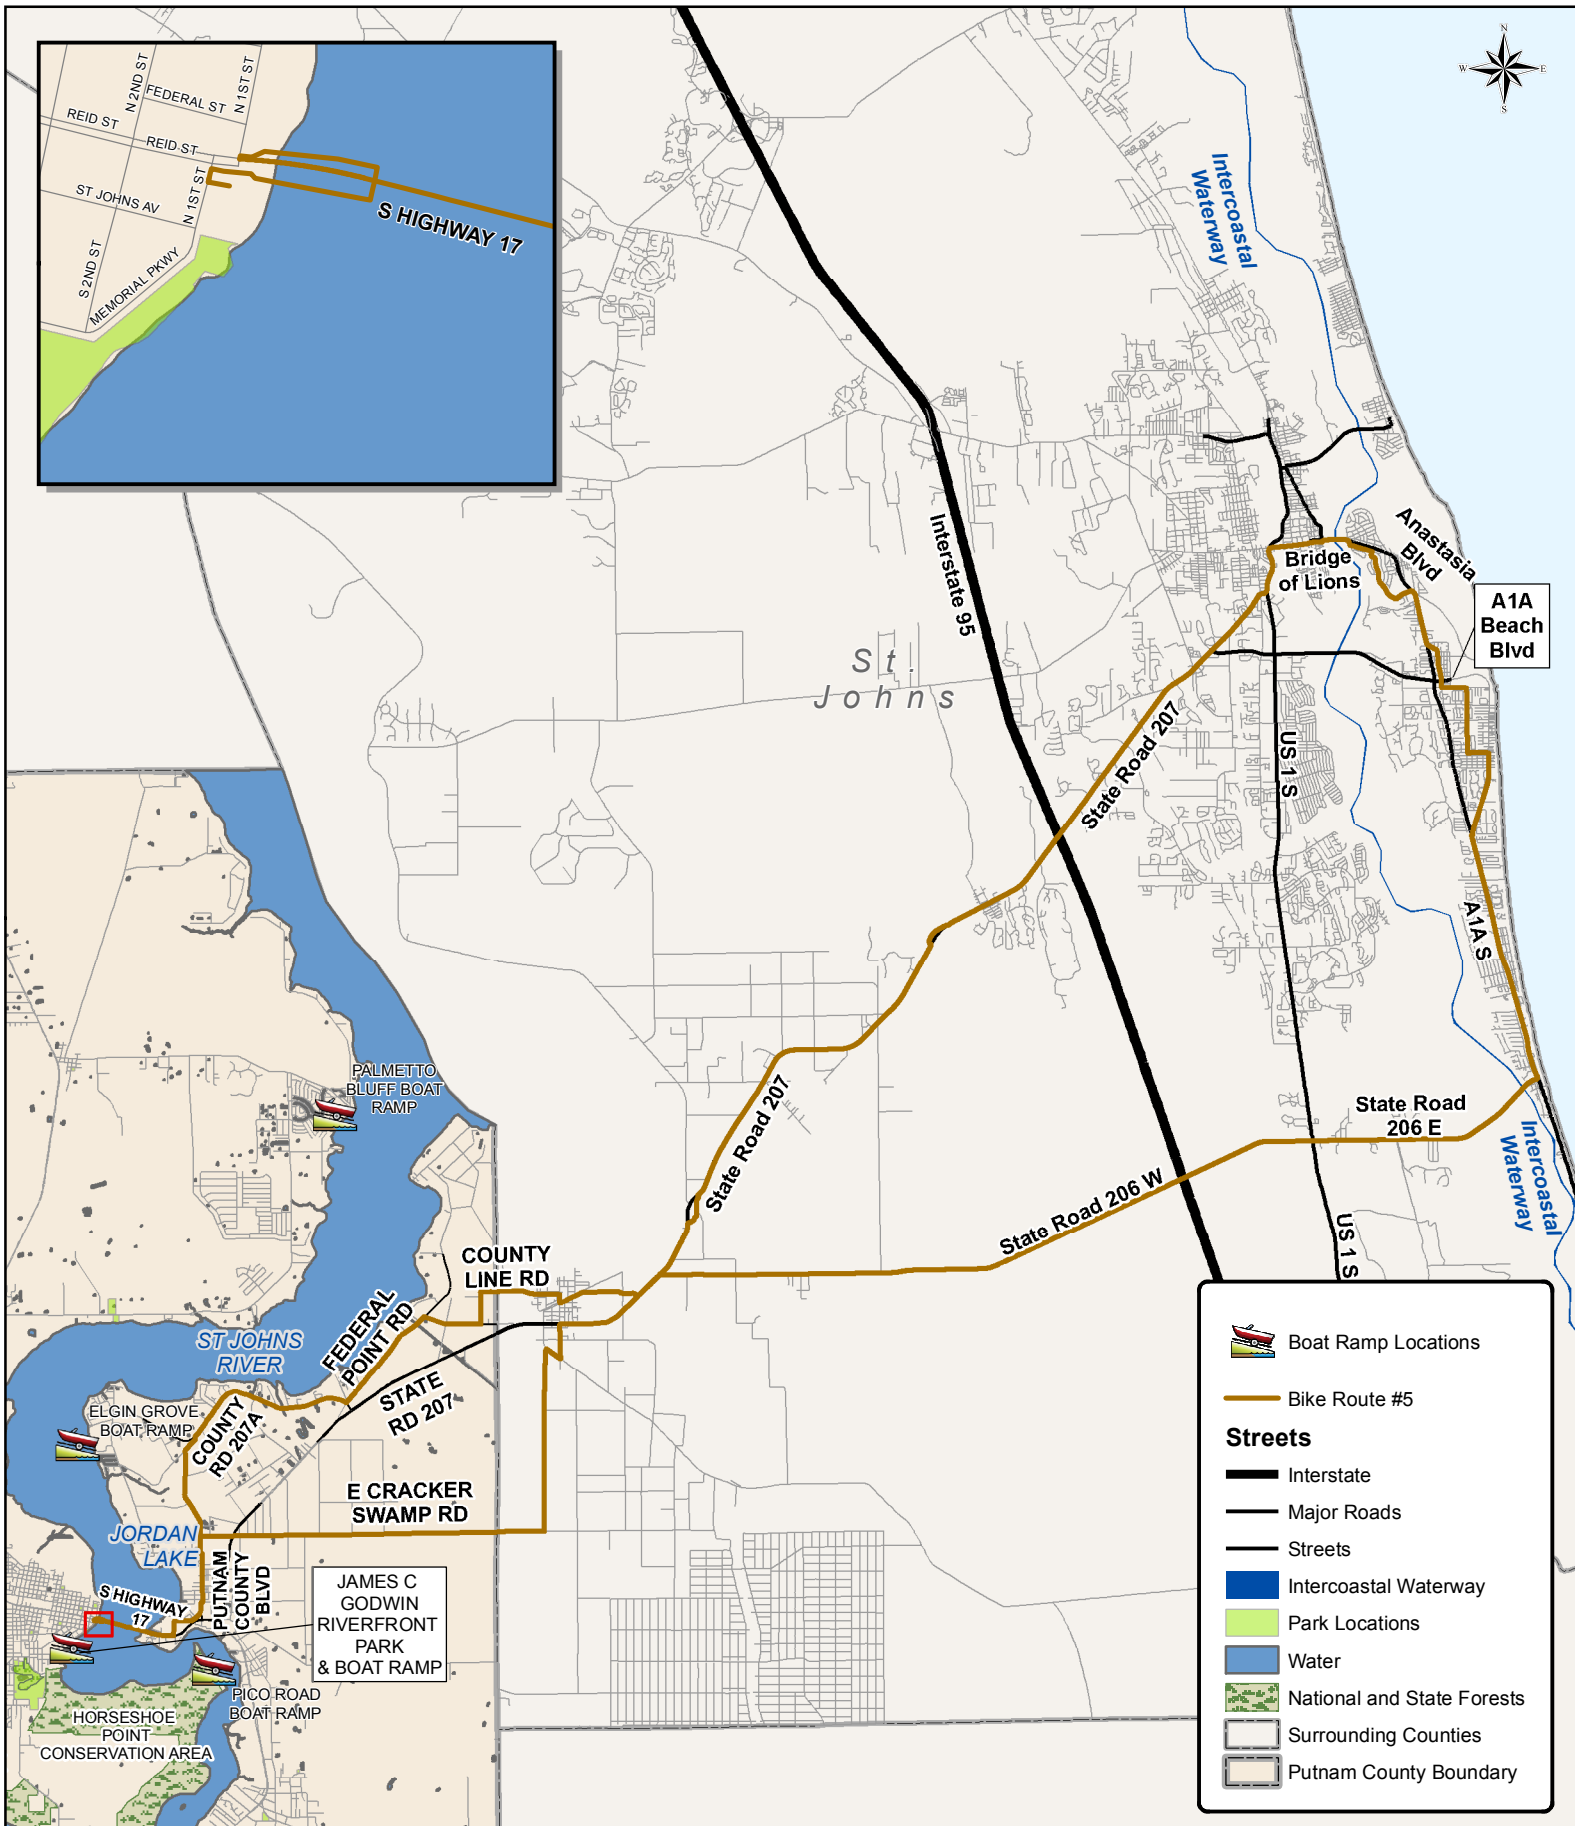 N
W
E
S
N 2ND ST
FEDERAL ST
N 1ST ST
REID ST
REID ST
ST JOHNS AV
N 1ST ST
S 2ND ST
MEMORIAL PKWY
S HIGHWAY 17
Intercoastal
Waterway
Interstate 95
Anastasia
Blvd
Bridge
of Lions
A1A
Beach
Blvd
St.
Johns
State Road 207
US 1 S
A1A S
PALMETTO
BLUFF BOAT
RAMP
State Road 207
State Road
206 E
Intercoastal
Waterway
State Road 206 W
US 1 S
COUNTY
LINE RD
FEDERAL
POINT RD
ST JOHNS
RIVER
STATE
RD 207
ELGIN GROVE
BOAT RAMP
COUNTY
RD 207A
E CRACKER
SWAMP RD
JORDAN
LAKE
PUTNAM
COUNTY
BLVD
S HIGHWAY
17
JAMES C
GODWIN
RIVERFRONT
PARK
& BOAT RAMP
PICO ROAD
BOAT RAMP
HORSESHOE
POINT
CONSERVATION AREA
Boat Ramp Locations
Bike Route #5
Streets
Interstate
Major Roads
Streets
Intercoastal Waterway
Park Locations
Water
National and State Forests
Surrounding Counties
Putnam County Boundary